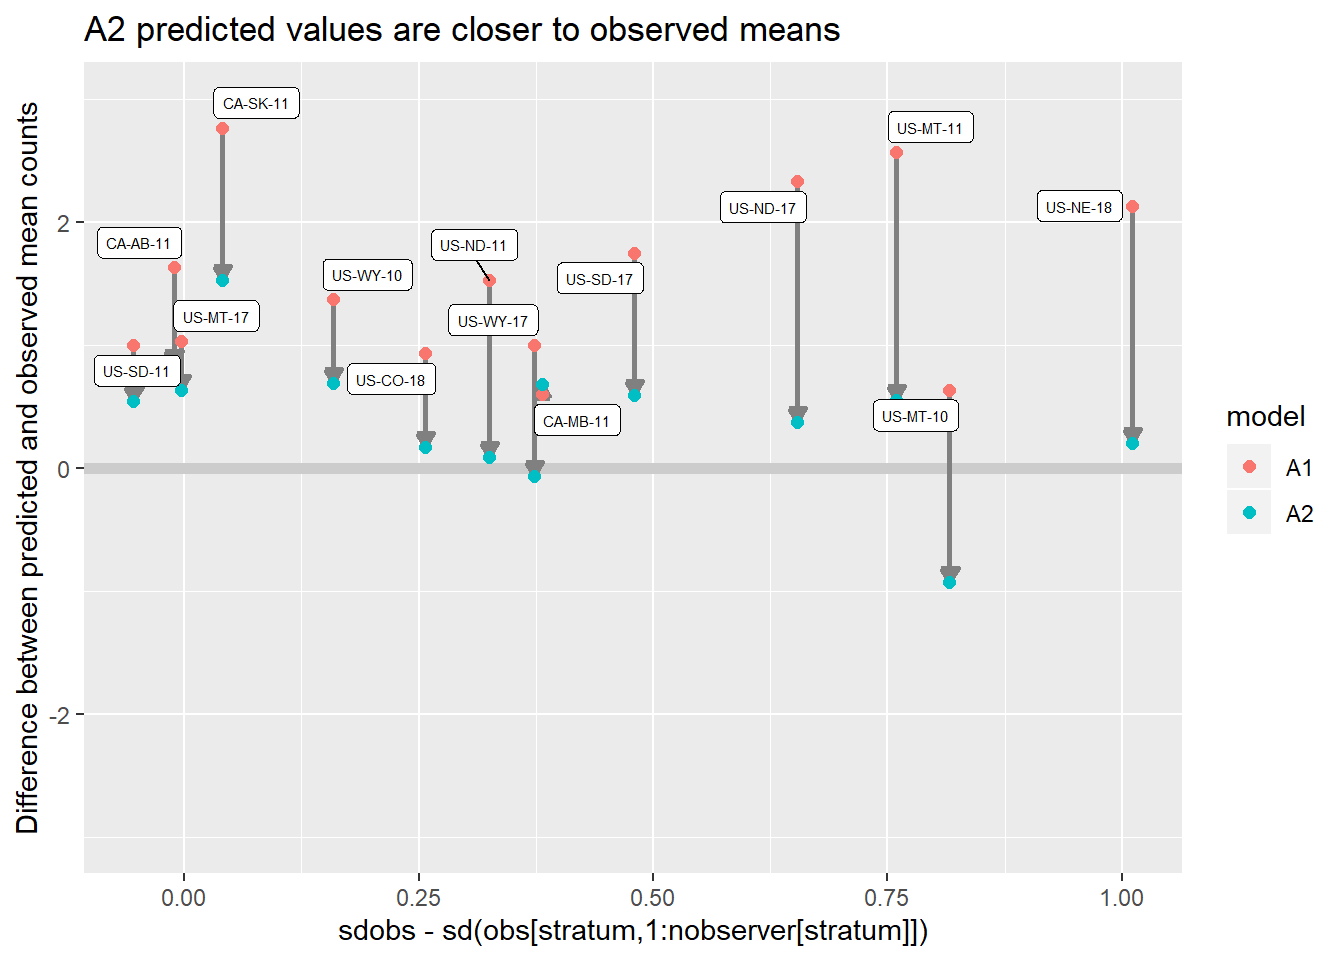 A2 predicted values are closer to observed means
Difference between predicted and observed mean counts
2
0
-2
CA-SK-11
US-MT-11
US-ND-17
US-NE-18
CA-AB-11
US-ND-11
US-WY-10
US-SD-17
US-MT-17
US-WY-17
US-SD-11
US-CO-18
US-MT-10
CA-MB-11
0.00
0.25
0.50
0.75
1.00
sdobs - sd(obs[stratum,1:nobserver[stratum]])
model
A1
A2